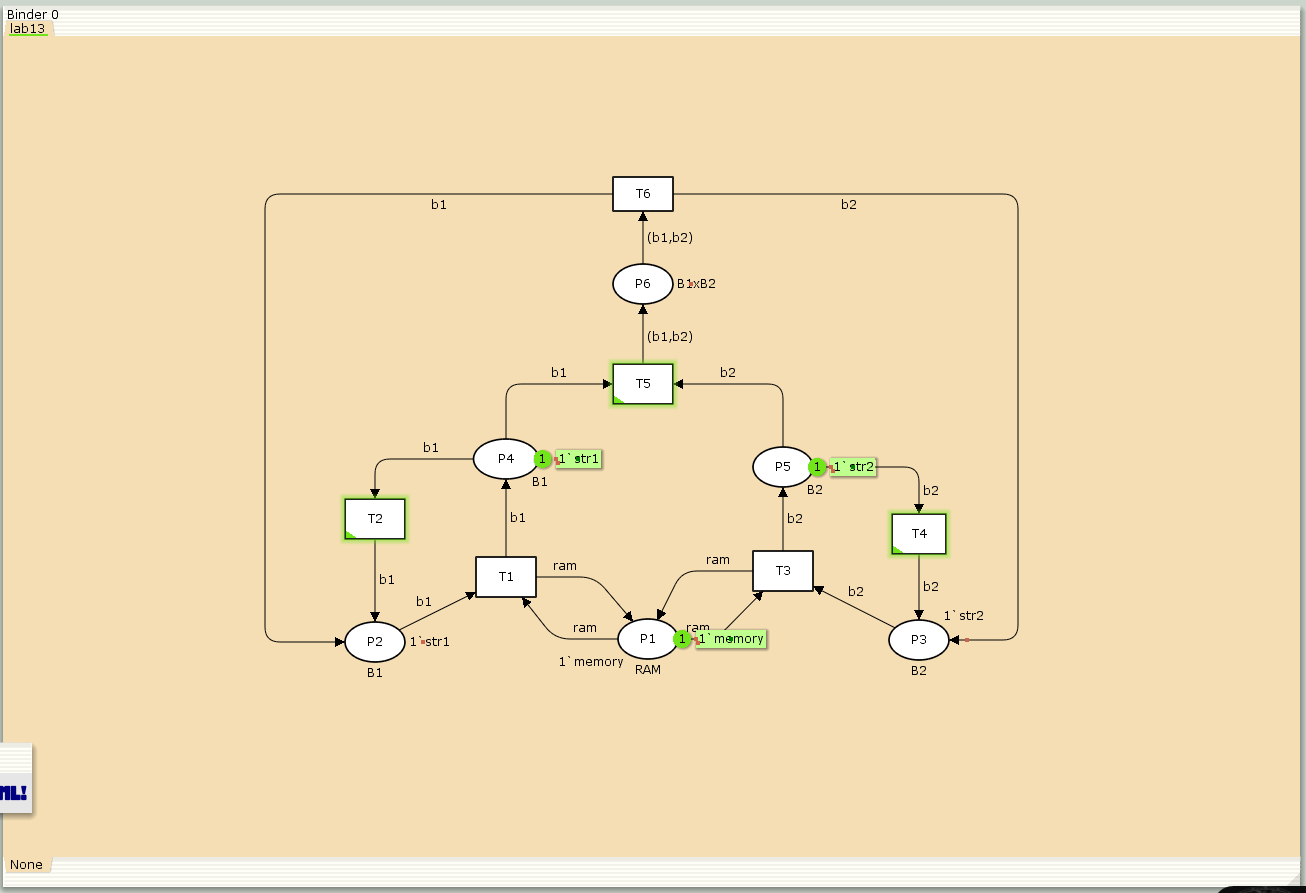 Binder 0
lab13
T6
b1
b2
(b1,b2)
P6
B1xB2
(b1,b2)
T5
b1
b2
b1
P4
1
1`str1
B1
P5
1
1`str2
B2
b2
T2
b1
b2
T4
ram
ram
T1
T3
b1
b2
b1
b2
1`str2
ram
ram
P2
1`str1
P1
1
1`memory
P3
1`memory
RAM
B1
B2
ML!
None